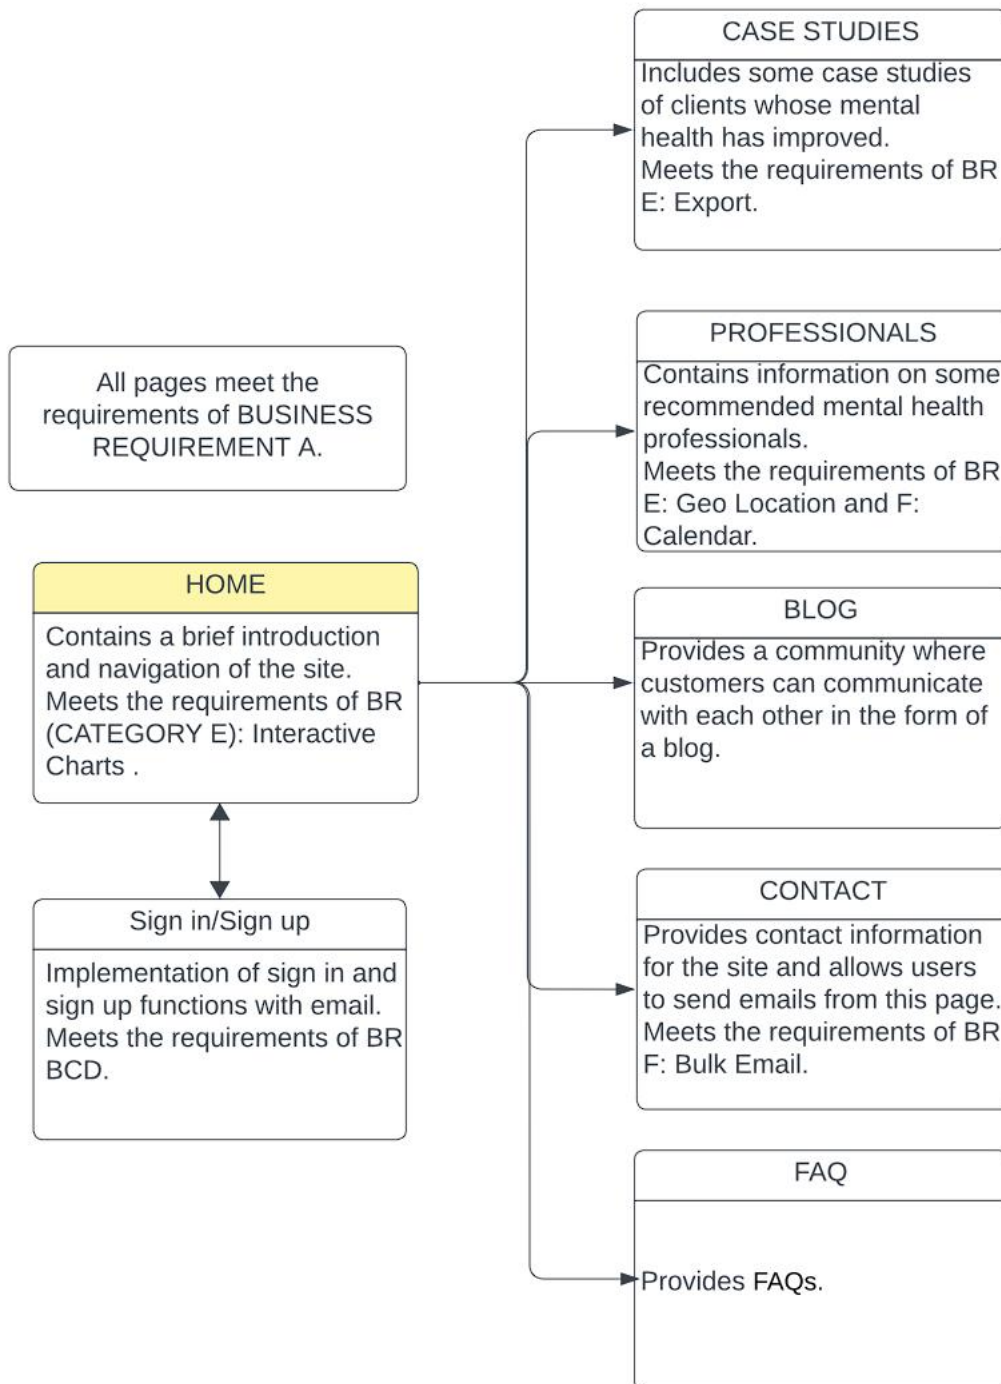 CASE STUDIES
Includes some case studies
of clients whose mental
health has improved.
Meets the requirements of BR
E: Export.
PROFESSIONALS
Contains information on some
recommended mental health
professionals.
Meets the requirements of BR
E: Geo Location and F:
Calendar.
All pages meet the
requirements of BUSINESS
REQUIREMENT A.
HOME
Contains a brief introduction
and navigation of the site.
Meets the requirements of BR
(CATEGORY E): Interactive
Charts .
BLOG
Provides a community where
customers can communicate
with each other in the form of
a blog.
Sign in/Sign up
Implementation of sign in and
sign up functions with email.
Meets the requirements of BR
BCD.
CONTACT
Provides contact information
for the site and allows users
to send emails from this page.
Meets the requirements of BR
F: Bulk Email.
FAQ
Provides FAQs.